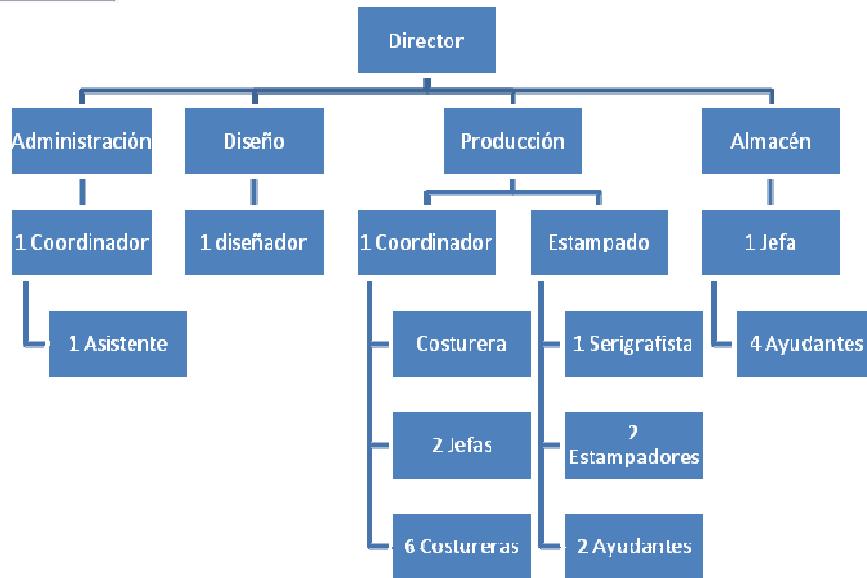 Director
Administración
Diseño
Producción
Almacén
1 Coordinador
1 diseñador
1 Coordinador
Estampado
1 Jefa
1 Asistente
Costurera
1 Serigrafista
4 Ayudantes
2 Jefas
2
Estampadores
6 Costureras
2 Ayudantes